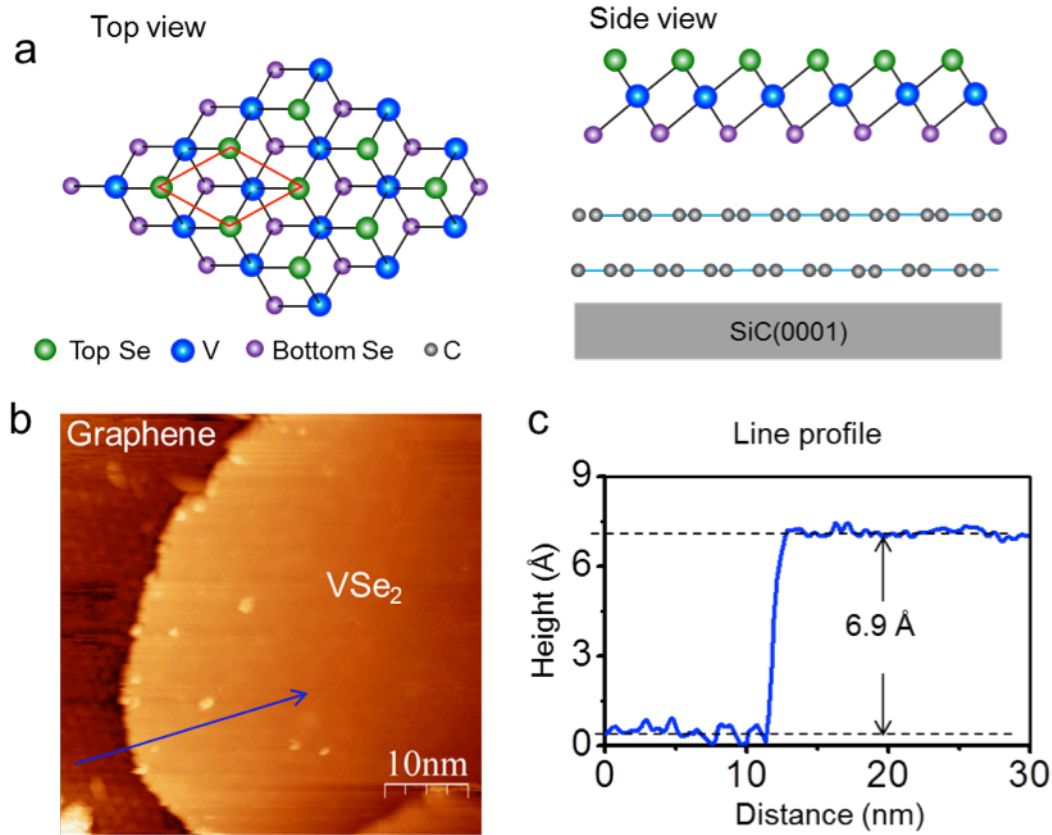 a
Top view
Side view
Top Se
V
Bottom Se
C
SiC(0001)
b
Graphene
VSe₂
10nm
c
Line profile
Height (Å)
9
6
3
0
6.9 Å
0
10
20
30
Distance (nm)